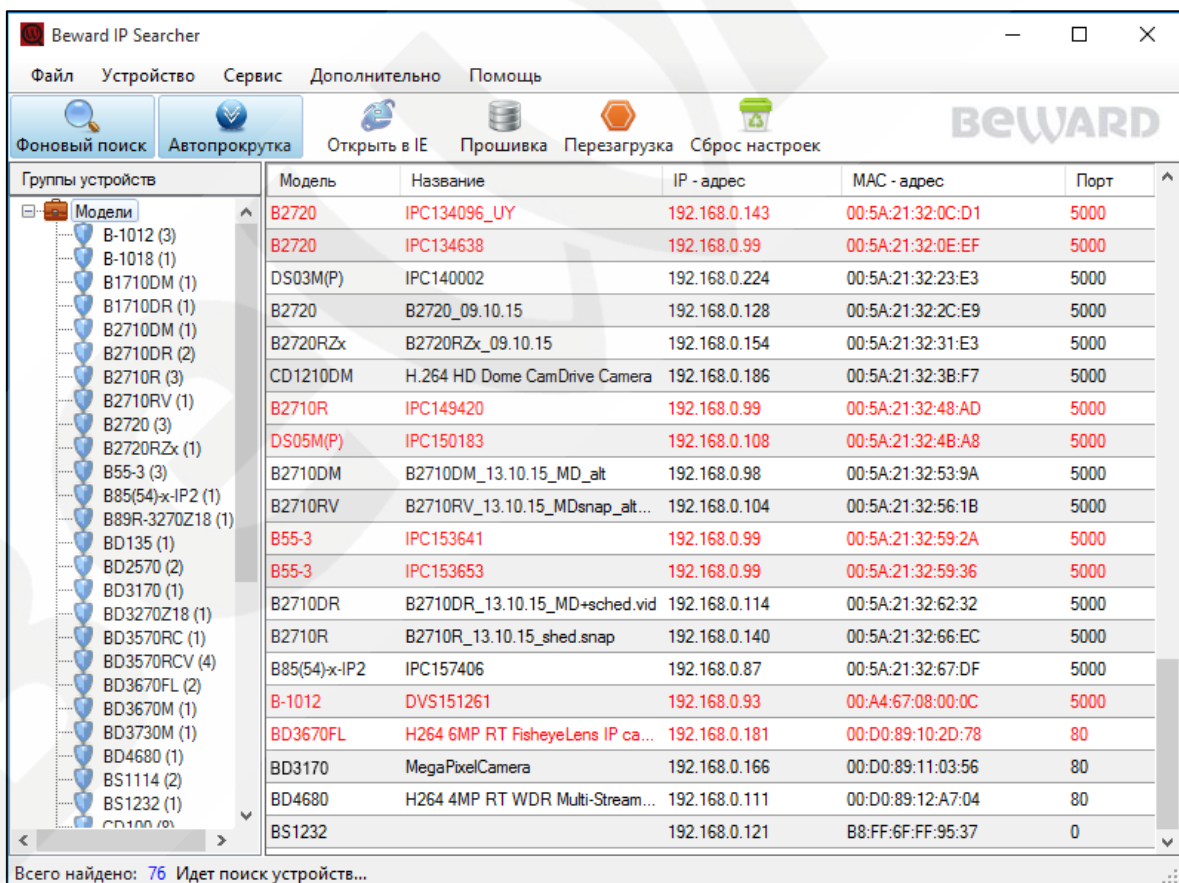 Beward IP Searcher
Файл Устройство Сервис Дополнительно Помощь
Фоновый поиск Автопрокрутка Открыть в IE Прошивка Перезагрузка Сброс настроек BEWARD
Группы устройств
Модели
B-1012 (3)
B-1018 (1)
B1710DM (1)
B1710DR (1)
B2710DM (1)
B2710DR (2)
B2710R (3)
B2710RV (1)
B2720 (3)
B2720RZx (1)
B55-3 (3)
B85(54)-x-IP2 (1)
B89R-3270Z18 (1)
BD135 (1)
BD2570 (2)
BD3170 (1)
BD3270Z18 (1)
BD3570RC (1)
BD3570RCV (4)
BD3670FL (2)
BD3670M (1)
BD3730M (1)
BD4680 (1)
BS1114 (2)
BS1232 (1)
CD100 (8)
Модель Название IP - адрес MAC - адрес Порт
B2720 IPC134096_UY 192.168.0.143 00:5A:21:32:0C:D1 5000
B2720 IPC134638 192.168.0.99 00:5A:21:32:0E:EF 5000
DS03M(P) IPC140002 192.168.0.224 00:5A:21:32:23:E3 5000
B2720 B2720_09.10.15 192.168.0.128 00:5A:21:32:2C:E9 5000
B2720RZx B2720RZx_09.10.15 192.168.0.154 00:5A:21:32:31:E3 5000
CD1210DM H.264 HD Dome CamDrive Camera 192.168.0.186 00:5A:21:32:3B:F7 5000
B2710R IPC149420 192.168.0.99 00:5A:21:32:48:AD 5000
DS05M(P) IPC150183 192.168.0.108 00:5A:21:32:4B:A8 5000
B2710DM B2710DM_13.10.15_MD_alt 192.168.0.98 00:5A:21:32:53:9A 5000
B2710RV B2710RV_13.10.15_MDsnap_alt... 192.168.0.104 00:5A:21:32:56:1B 5000
B55-3 IPC153641 192.168.0.99 00:5A:21:32:59:2A 5000
B55-3 IPC153653 192.168.0.99 00:5A:21:32:59:36 5000
B2710DR B2710DR_13.10.15_MD+sched.vid 192.168.0.114 00:5A:21:32:62:32 5000
B2710R B2710R_13.10.15_shed.snap 192.168.0.140 00:5A:21:32:66:EC 5000
B85(54)-x-IP2 IPC157406 192.168.0.87 00:5A:21:32:67:DF 5000
B-1012 DVS151261 192.168.0.93 00:A4:67:08:00:0C 5000
BD3670FL H264 6MP RT FisheyeLens IP ca... 192.168.0.181 00:D0:89:10:2D:78 80
BD3170 MegaPixelCamera 192.168.0.166 00:D0:89:11:03:56 80
BD4680 H264 4MP RT WDR Multi-Stream... 192.168.0.111 00:D0:89:12:A7:04 80
BS1232 192.168.0.121 B8:FF:6F:FF:95:37 0
Всего найдено: 76 Идет поиск устройств...